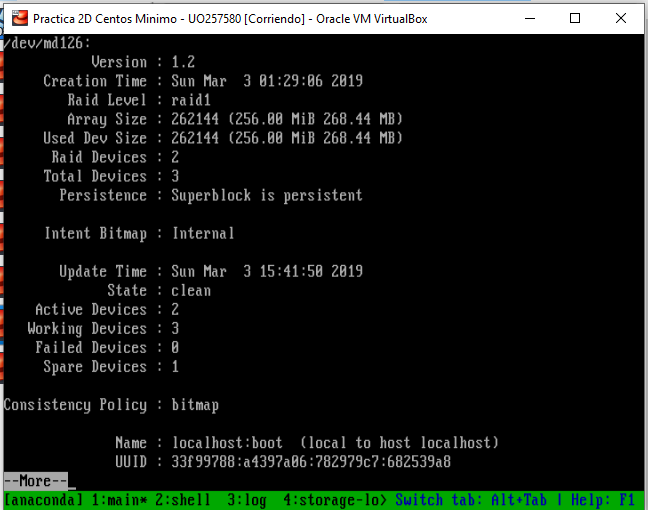 Practica 2D Centos Minimo - UO257580 [Corriendo] - Oracle VM VirtualBox
/dev/md126:
Version : 1.2
Creation Time : Sun Mar  3 01:29:06 2019
Raid Level : raid1
Array Size : 262144 (256.00 MiB 268.44 MB)
Used Dev Size : 262144 (256.00 MiB 268.44 MB)
Raid Devices : 2
Total Devices : 3
Persistence : Superblock is persistent
Intent Bitmap : Internal
Update Time : Sun Mar  3 15:41:50 2019
State : clean
Active Devices : 2
Working Devices : 3
Failed Devices : 0
Spare Devices : 1
Consistency Policy : bitmap
Name : localhost:boot  (local to host localhost)
UUID : 33f99788:a4397a06:782979c7:682539a8
--More--
[anaconda] 1:main* 2:shell  3:log  4:storage-lo> Switch tab: Alt+Tab | Help: F1